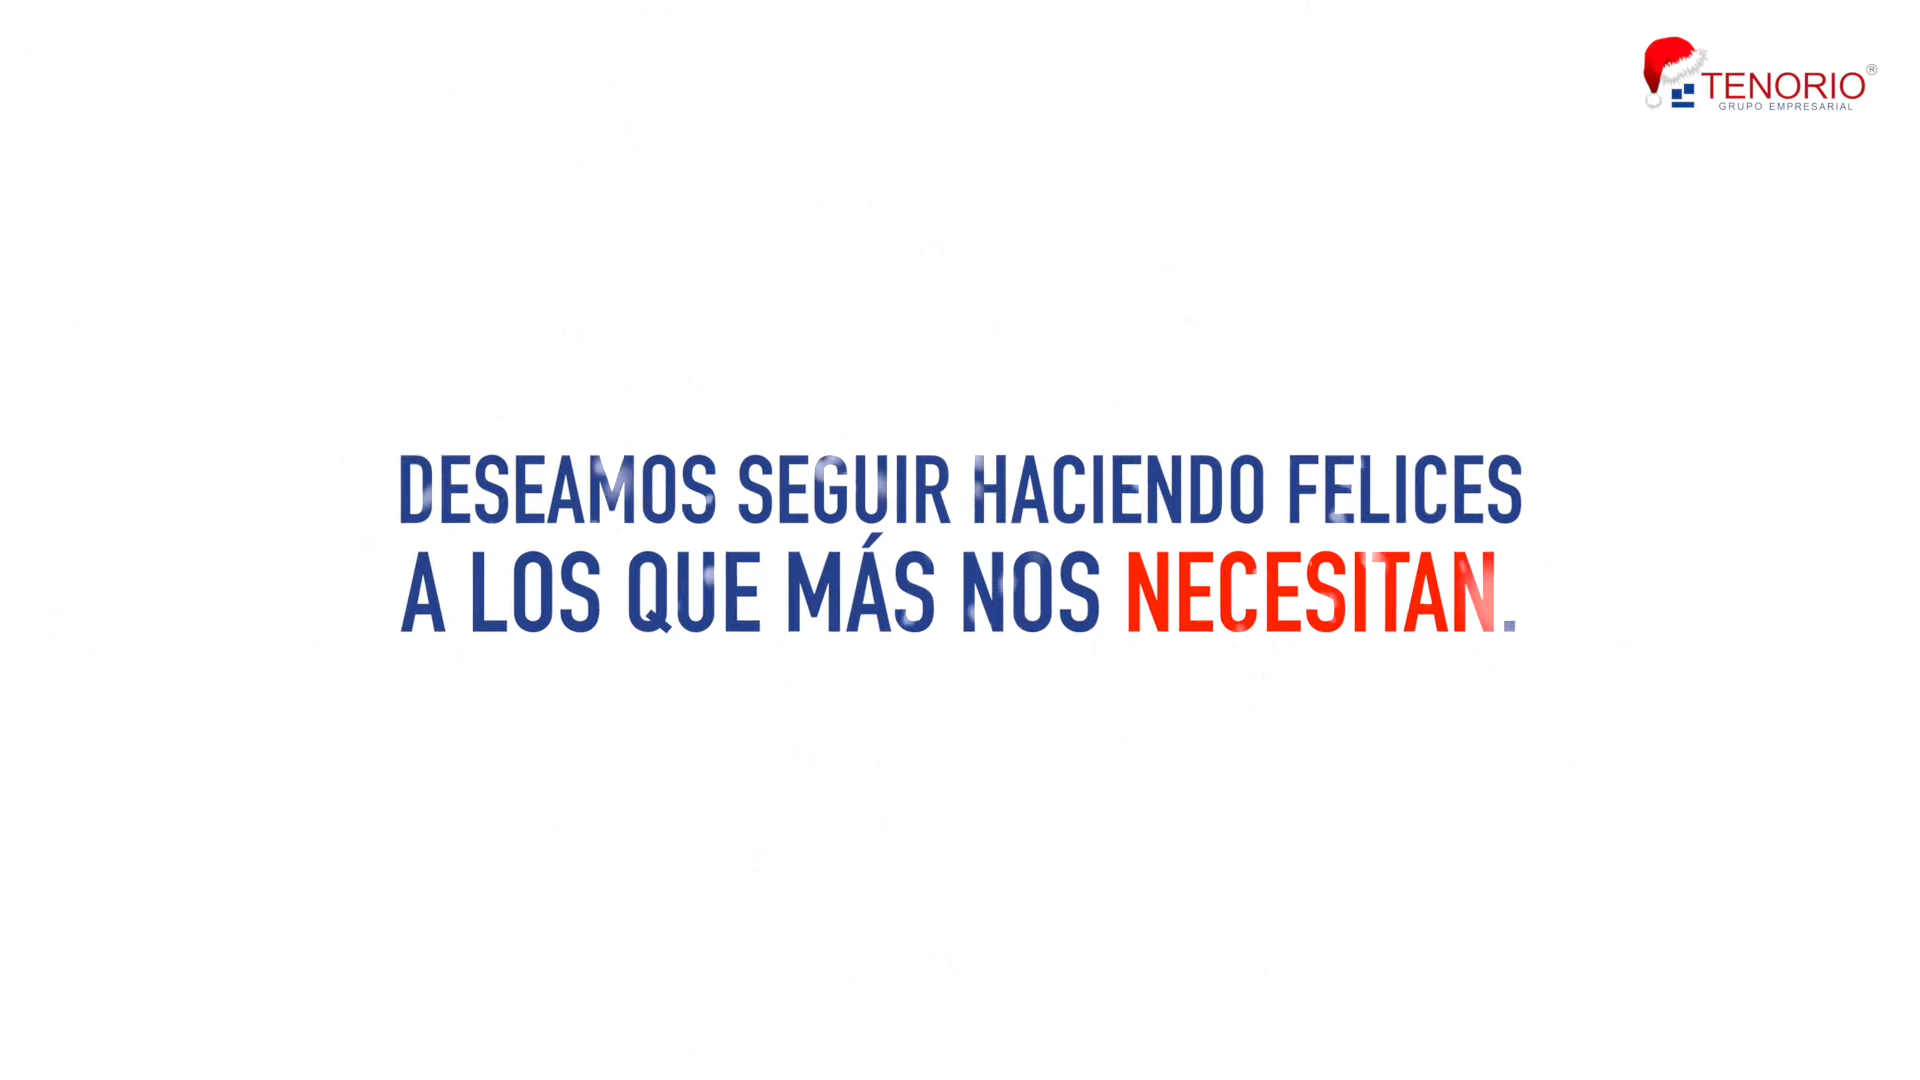 TENORIO®
GRUPO EMPRESARIAL
DESEAMOS SEGUIR HACIENDO FELICES
A LOS QUE MÁS NOS NECESITAN.